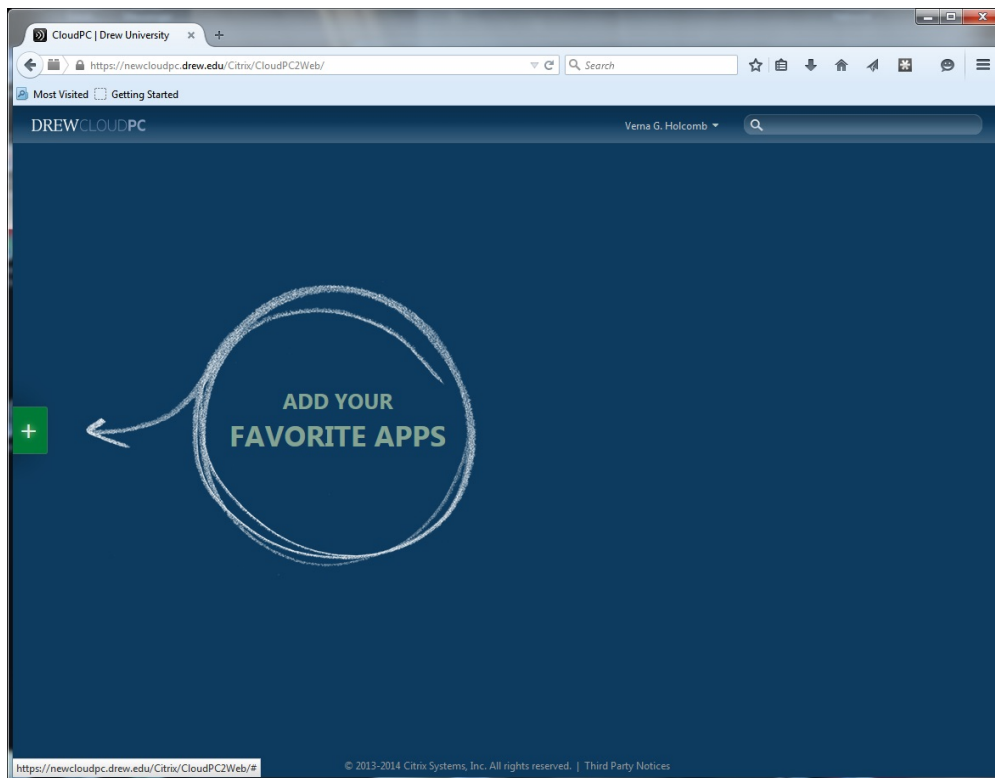 CloudPC | Drew University
https://newcloudpc.drew.edu/Citrix/CloudPC2Web/
Search
Most Visited
Getting Started
DREWCLOUDPC
Verna G. Holcomb
ADD YOUR
FAVORITE APPS
https://newcloudpc.drew.edu/Citrix/CloudPC2Web/#
© 2013-2014 Citrix Systems, Inc. All rights reserved. | Third Party Notices